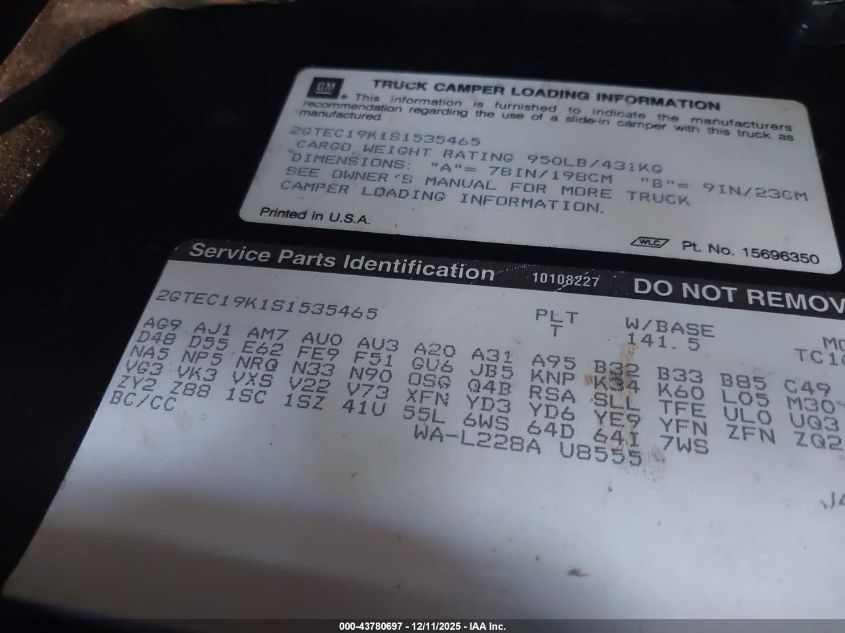 GM
TRUCK CAMPER LOADING INFORMATION
This information is furnished to indicate the manufacturers
recommendation regarding the use of a slide-in camper with this truck as
manufactured
2GTEC19K1S1535465
CARGO WEIGHT RATING 950LB/431KG
DIMENSIONS: "A"= 78IN/198CM "B"= 9IN/23CM
SEE OWNER'S MANUAL FOR MORE TRUCK
CAMPER LOADING INFORMATION.
Printed in U.S.A.
WLC Pt. No. 15696350
Service Parts Identification 10108227 DO NOT REMOV
2GTEC19K1S1535465 PLT W/BASE
T 141.5 TC10
AG9 AJ1 AM7 AU0 AU3 A20 A31 A95 B32 B33 B85 C49
D48 D55 E62 FE9 F51 GU6 JB5 KNP K34 K60 L05 M30
NA5 NP5 NRQ N33 N90 OSG Q4B RSA SLL TFE UL0 UQ3
VG3 VK3 VXS V22 V73 XFN YD3 YD6 YE9 YFN ZFN ZQ2
ZY2 Z88 1SC 1SZ 41U 55L 6WS 64D 64I 7WS
BC/CC WA-L228A U8555
000-43780697 - 12/11/2025 - IAA Inc.